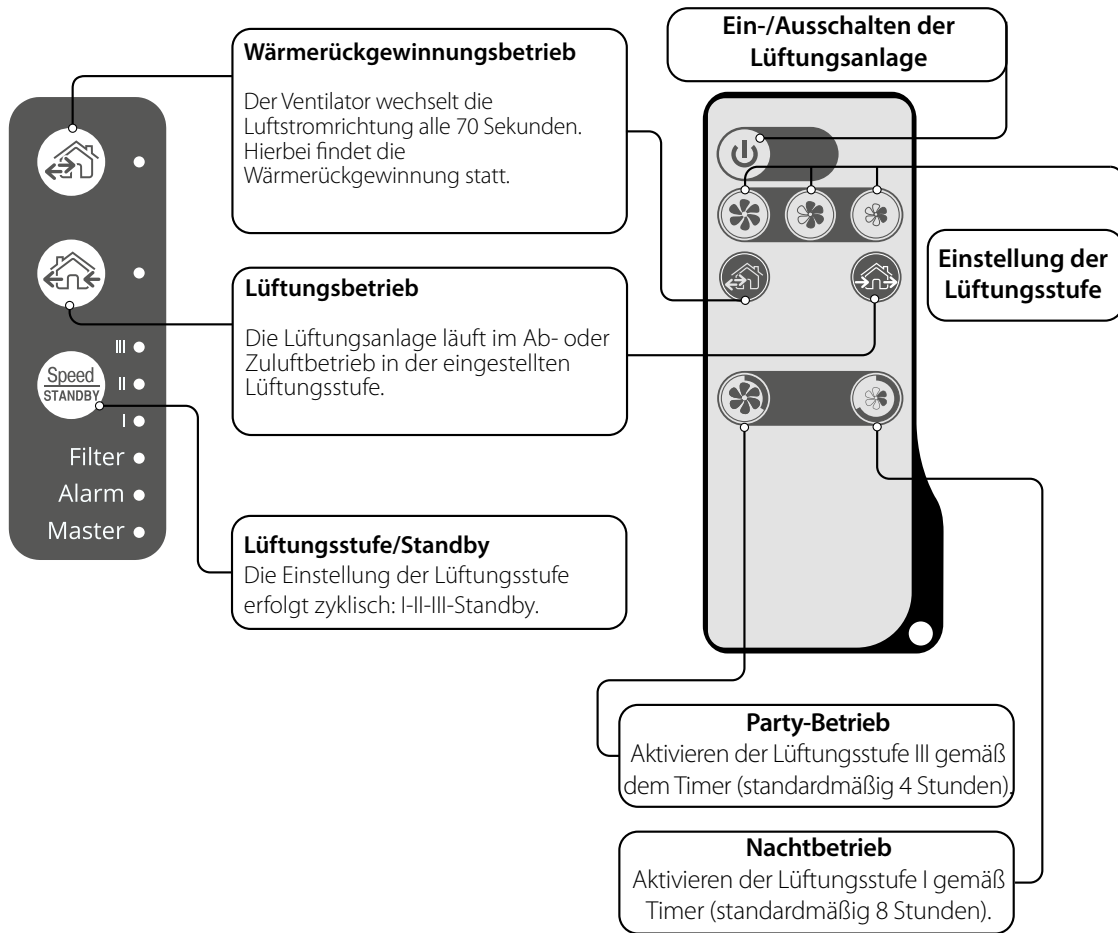 Wärmerückgewinnungsbetrieb
Der Ventilator wechselt die
Luftstromrichtung alle 70 Sekunden.
Hierbei findet die
Wärmerückgewinnung statt.
Ein-/Ausschalten der
Lüftungsanlage
Einstellung der
Lüftungsstufe
Lüftungsbetrieb
Die Lüftungsanlage läuft im Ab- oder
Zuluftbetrieb in der eingestellten
Lüftungsstufe.
III
Speed
STANDBY
II
I
Filter
Alarm
Master
Lüftungsstufe/Standby
Die Einstellung der Lüftungsstufe
erfolgt zyklisch: I-II-III-Standby.
Party-Betrieb
Aktivieren der Lüftungsstufe III gemäß
dem Timer (standardmäßig 4 Stunden).
Nachtbetrieb
Aktivieren der Lüftungsstufe I gemäß
Timer (standardmäßig 8 Stunden).